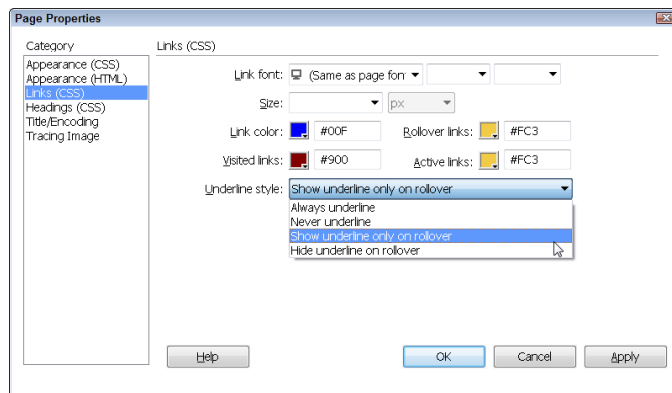 Page Properties
Category
Links (CSS)
Appearance (CSS)
Appearance (HTML)
Links (CSS)
Headings (CSS)
Title/Encoding
Tracing Image
Link font: (Same as page fon
Size: px
Link color: #00F Rollover links: #FC3
Visited links: #900 Active links: #FC3
Underline style: Show underline only on rollover
Always underline
Never underline
Show underline only on rollover
Hide underline on rollover
Help OK Cancel Apply